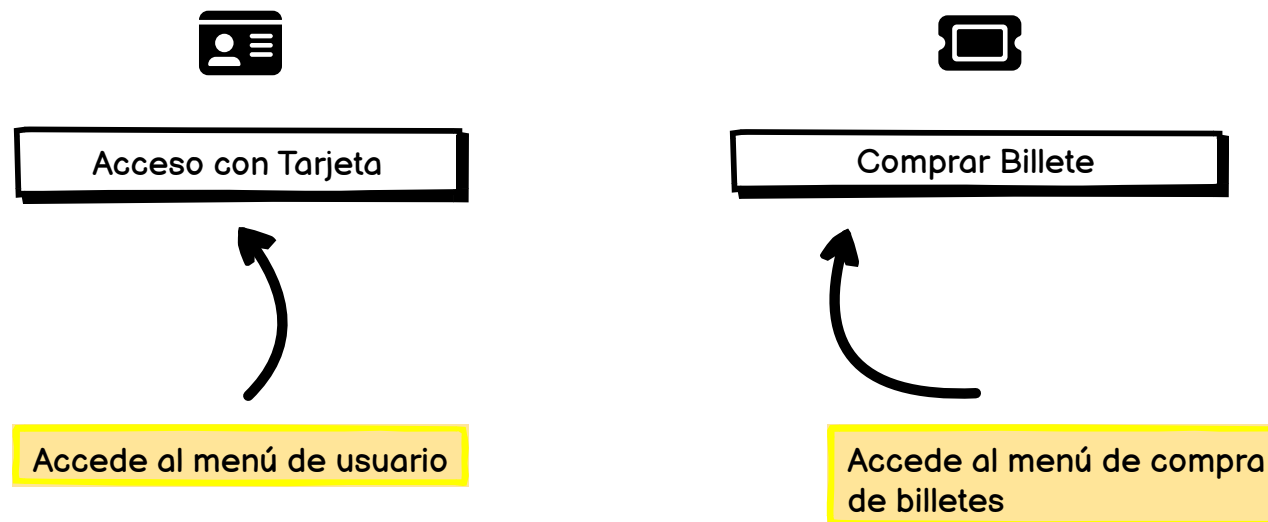 Acceso con Tarjeta
Comprar Billete
Accede al menú de usuario
Accede al menú de compra
de billetes